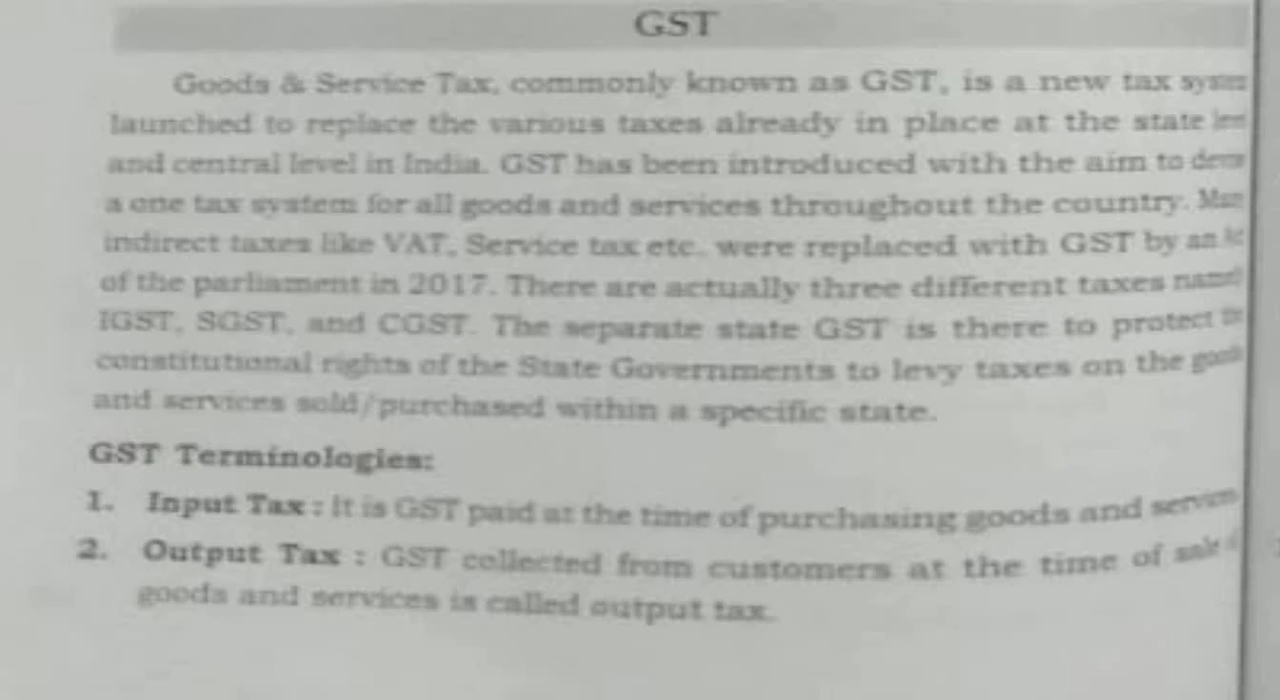 GST
Goods & Service Tax, commonly known as GST, is a new tax
launched to replace the various taxes already in place at the state
and central level in India. GST has been introduced with the aim to
a one tax system for all goods and services throughout the country.
indirect taxes like VAT, Service tax etc. were replaced with GST by an
of the parliament in 2017. There are actually three different taxes
IGST, SGST, and CGST. The separate state GST is there to protect
constitutional rights of the State Governments to levy taxes on the
and services sold/purchased within a specific state.
GST Terminologies:
1. Input Tax : It is GST paid at the time of purchasing goods and
2. Output Tax : GST collected from customers at the time of sale
goods and services is called output tax.